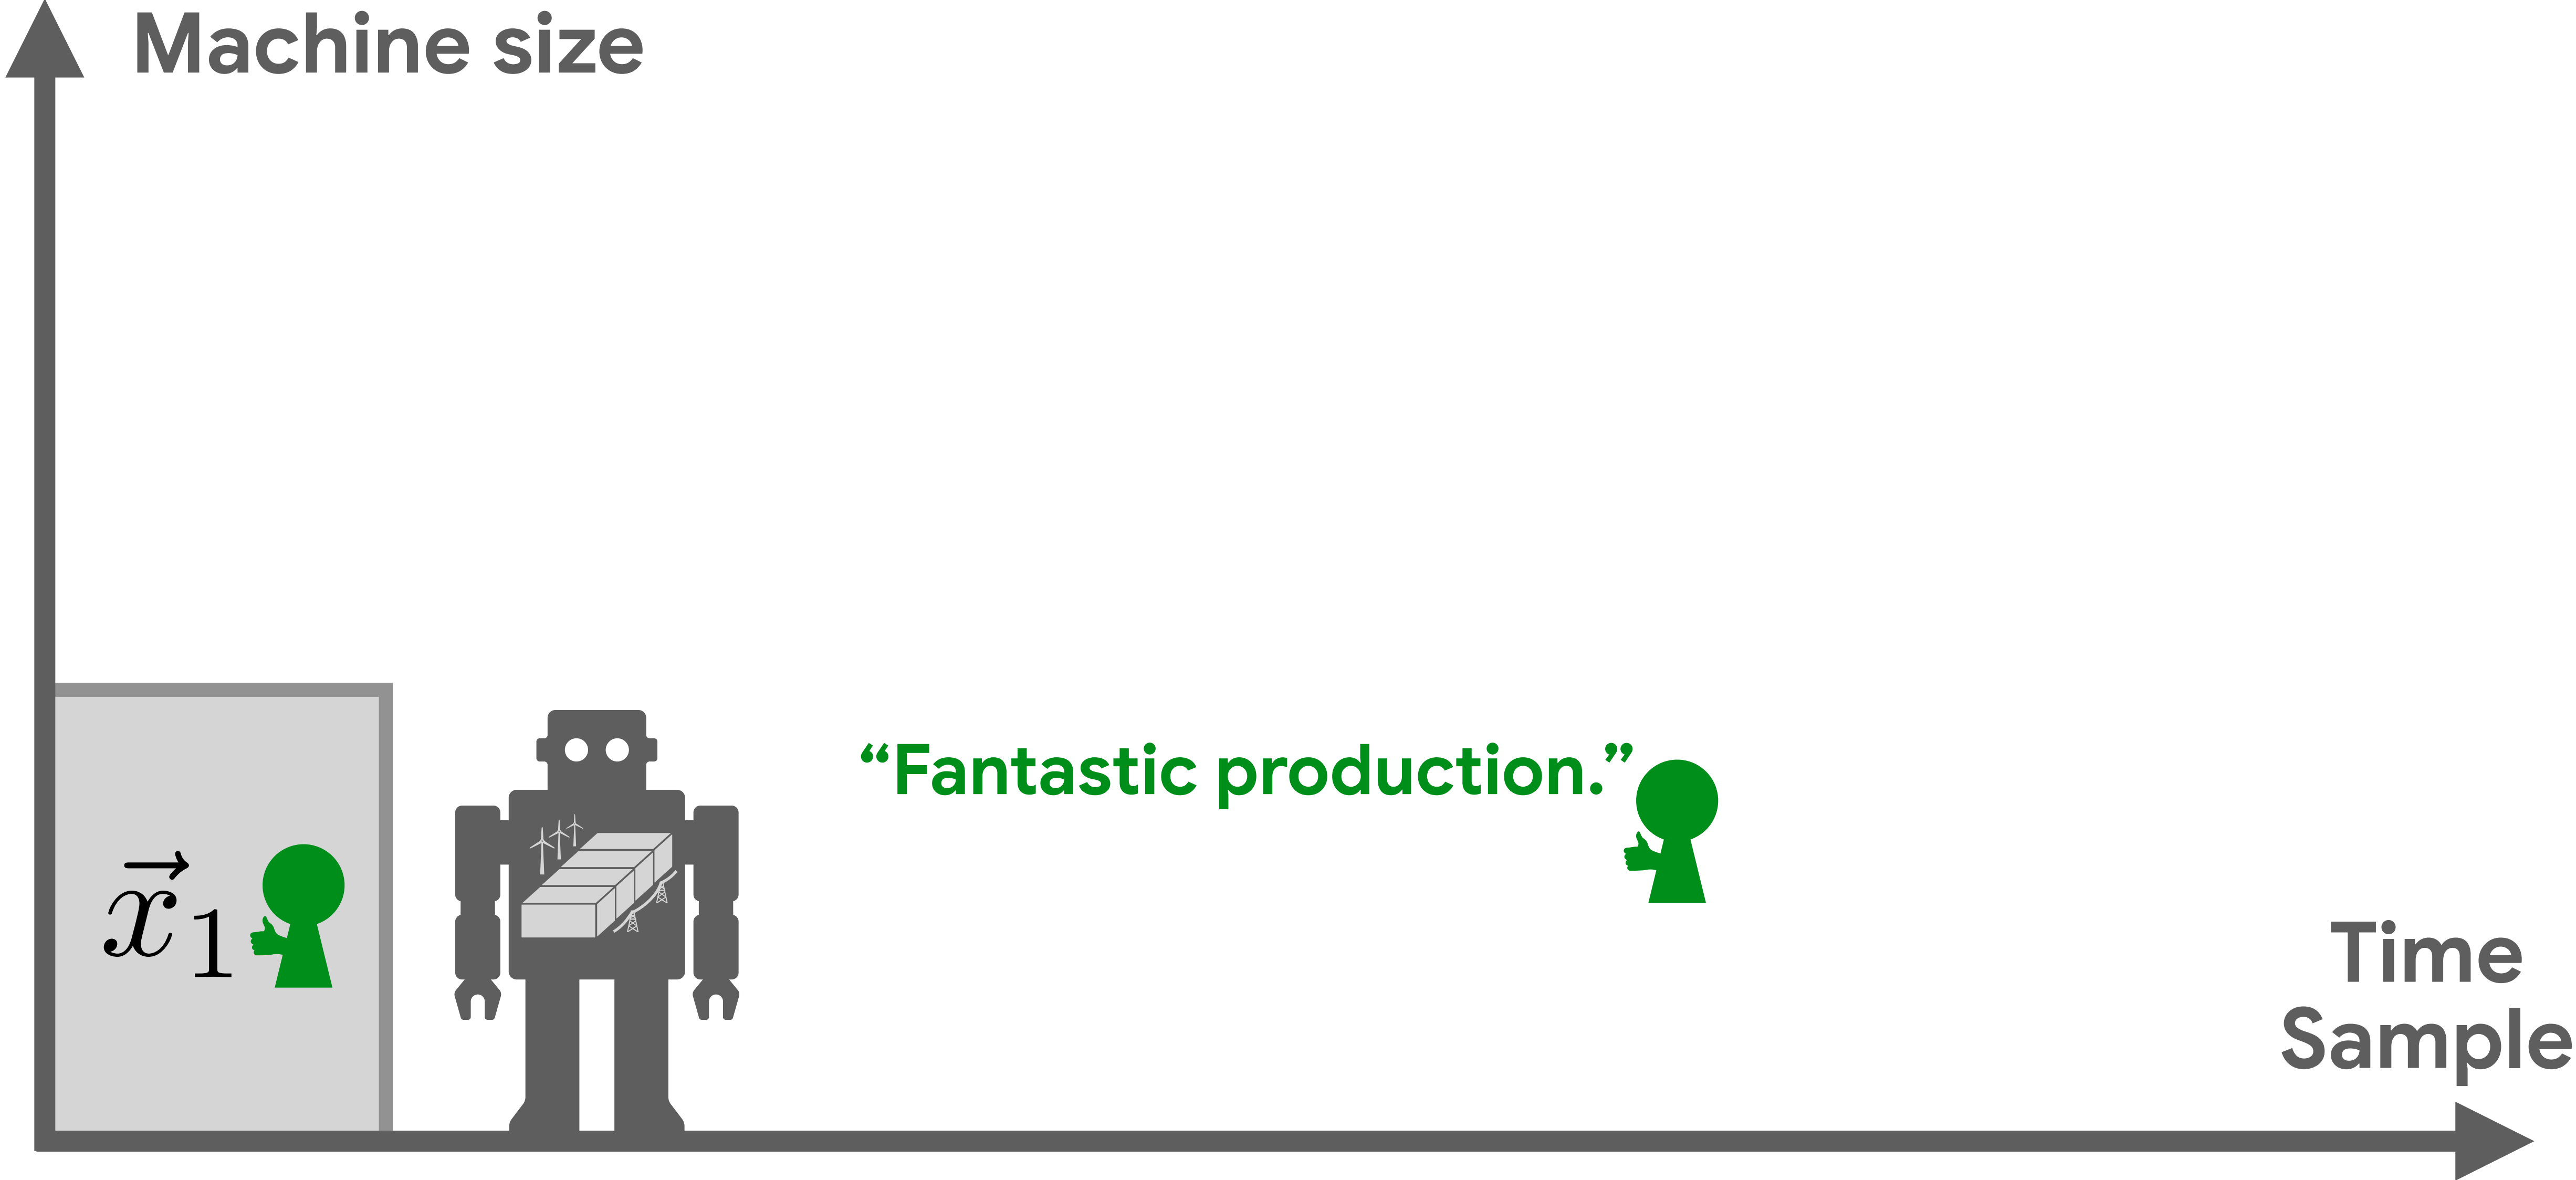 Machine size
“Fantastic production.”
x⃗₁
Time
Sample